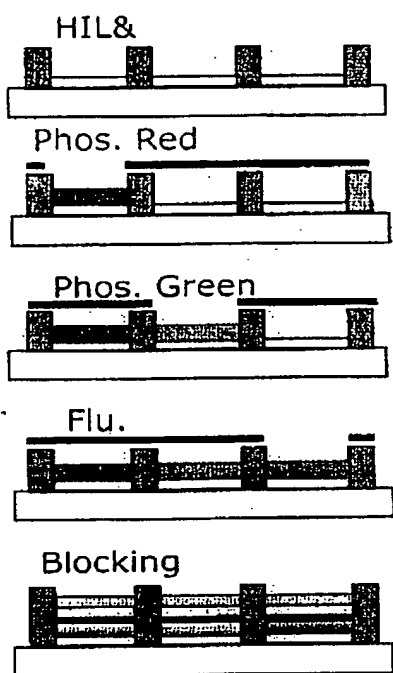 HIL&
Phos. Red
Phos. Green
Flu.
Blocking